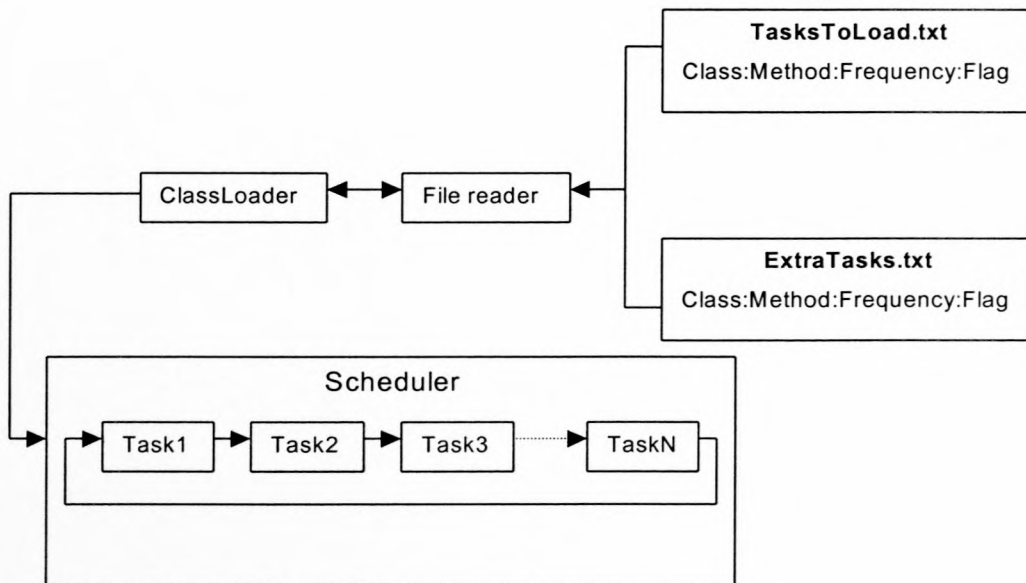 TasksToLoad.txt
Class:Method:Frequency:Flag
ClassLoader
File reader
ExtraTasks.txt
Class:Method:Frequency:Flag
Scheduler
Task1
Task2
Task3
TaskN